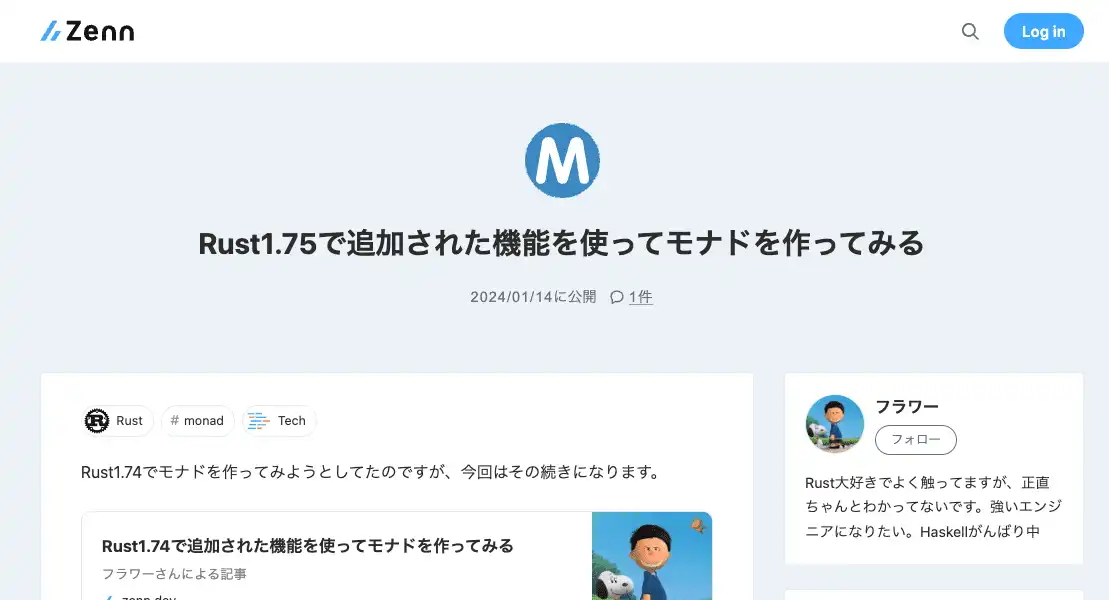 Zenn
Log in
M
Rust1.75で追加された機能を使ってモナドを作ってみる
2024/01/14に公開 1件
Rust
# monad
Tech
Rust1.74でモナドを作ってみようとしてたのですが、今回はその続きになります。
Rust1.74で追加された機能を使ってモナドを作ってみる
フラワーさんによる記事
zenn.dev
フラワー
フォロー
Rust大好きでよく触ってますが、正直
ちゃんとわかってないです。強いエンジ
ニアになりたい。Haskellがんばり中